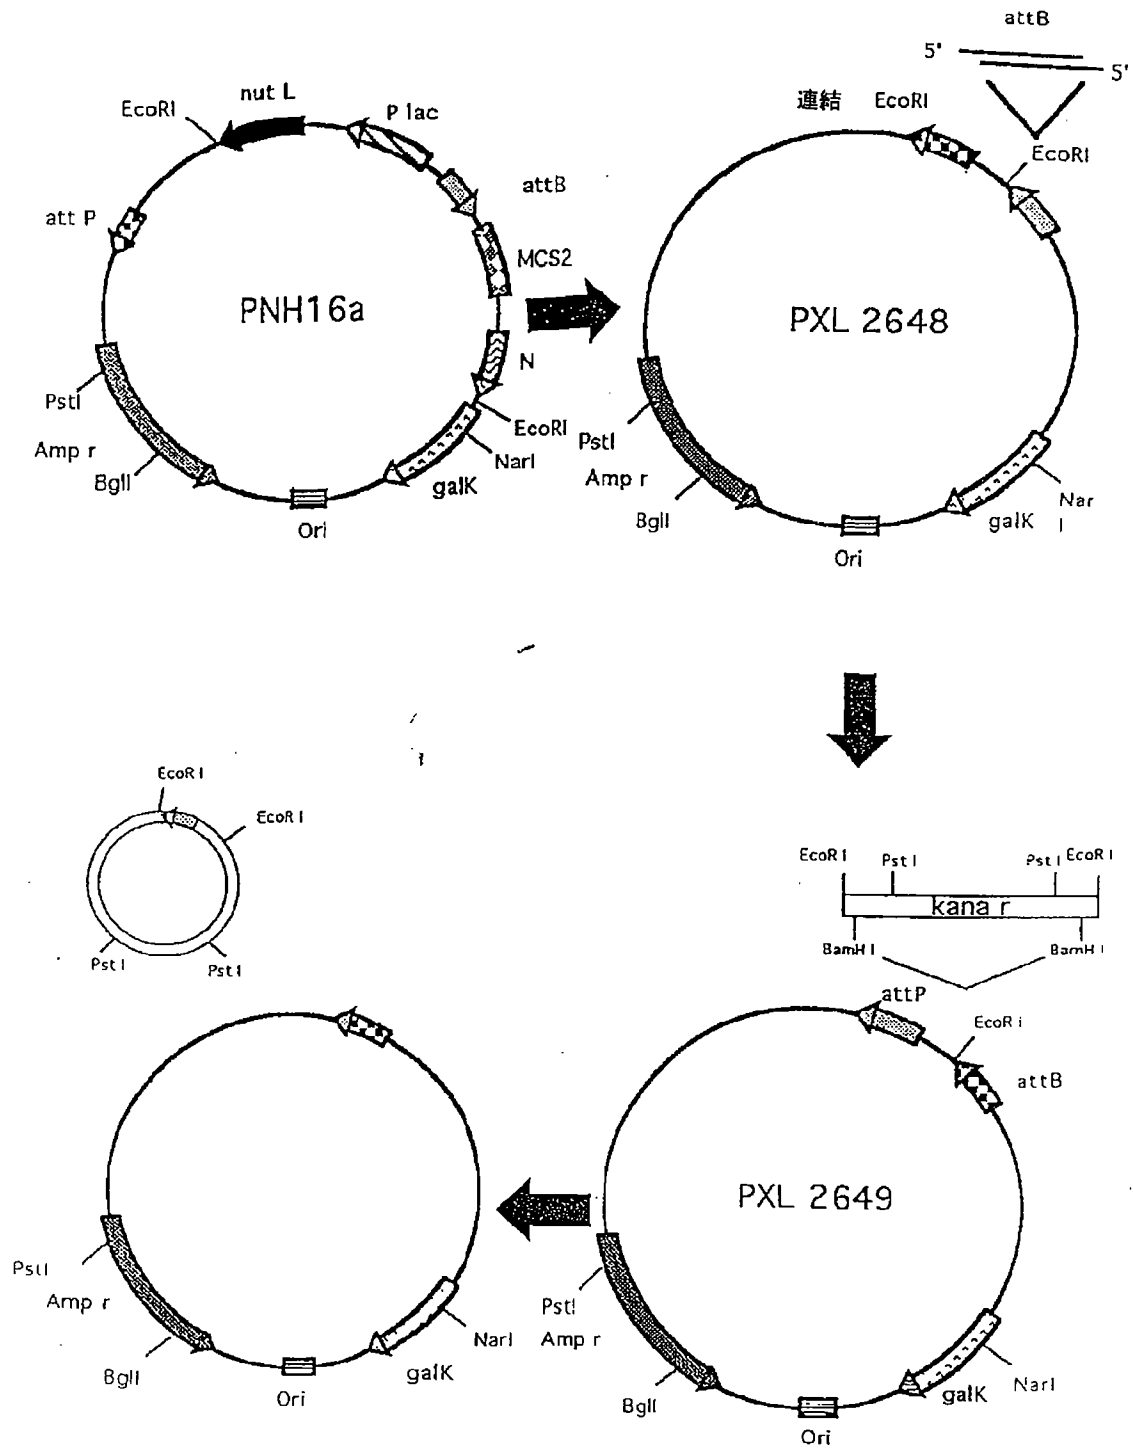 attB
5'
5'
連結 EcoRI
EcoRI
PXL 2648
PstI
Amp r
BglI
Ori
galK
Nar
I
nut L
EcoRI
P lac
attB
att P
MCS2
PNH16a
N
PstI
EcoRI
Amp r
NarI
BglI
galK
Ori
EcoR I
EcoR I
Pst I
Pst I
EcoR I
Pst I
Pst I
EcoR I
kana r
BamH I
BamH I
attP
EcoR i
attB
PXL 2649
PstI
Amp r
BglI
Ori
galK
NarI
PstI
Amp r
BglI
Ori
galK
NarI